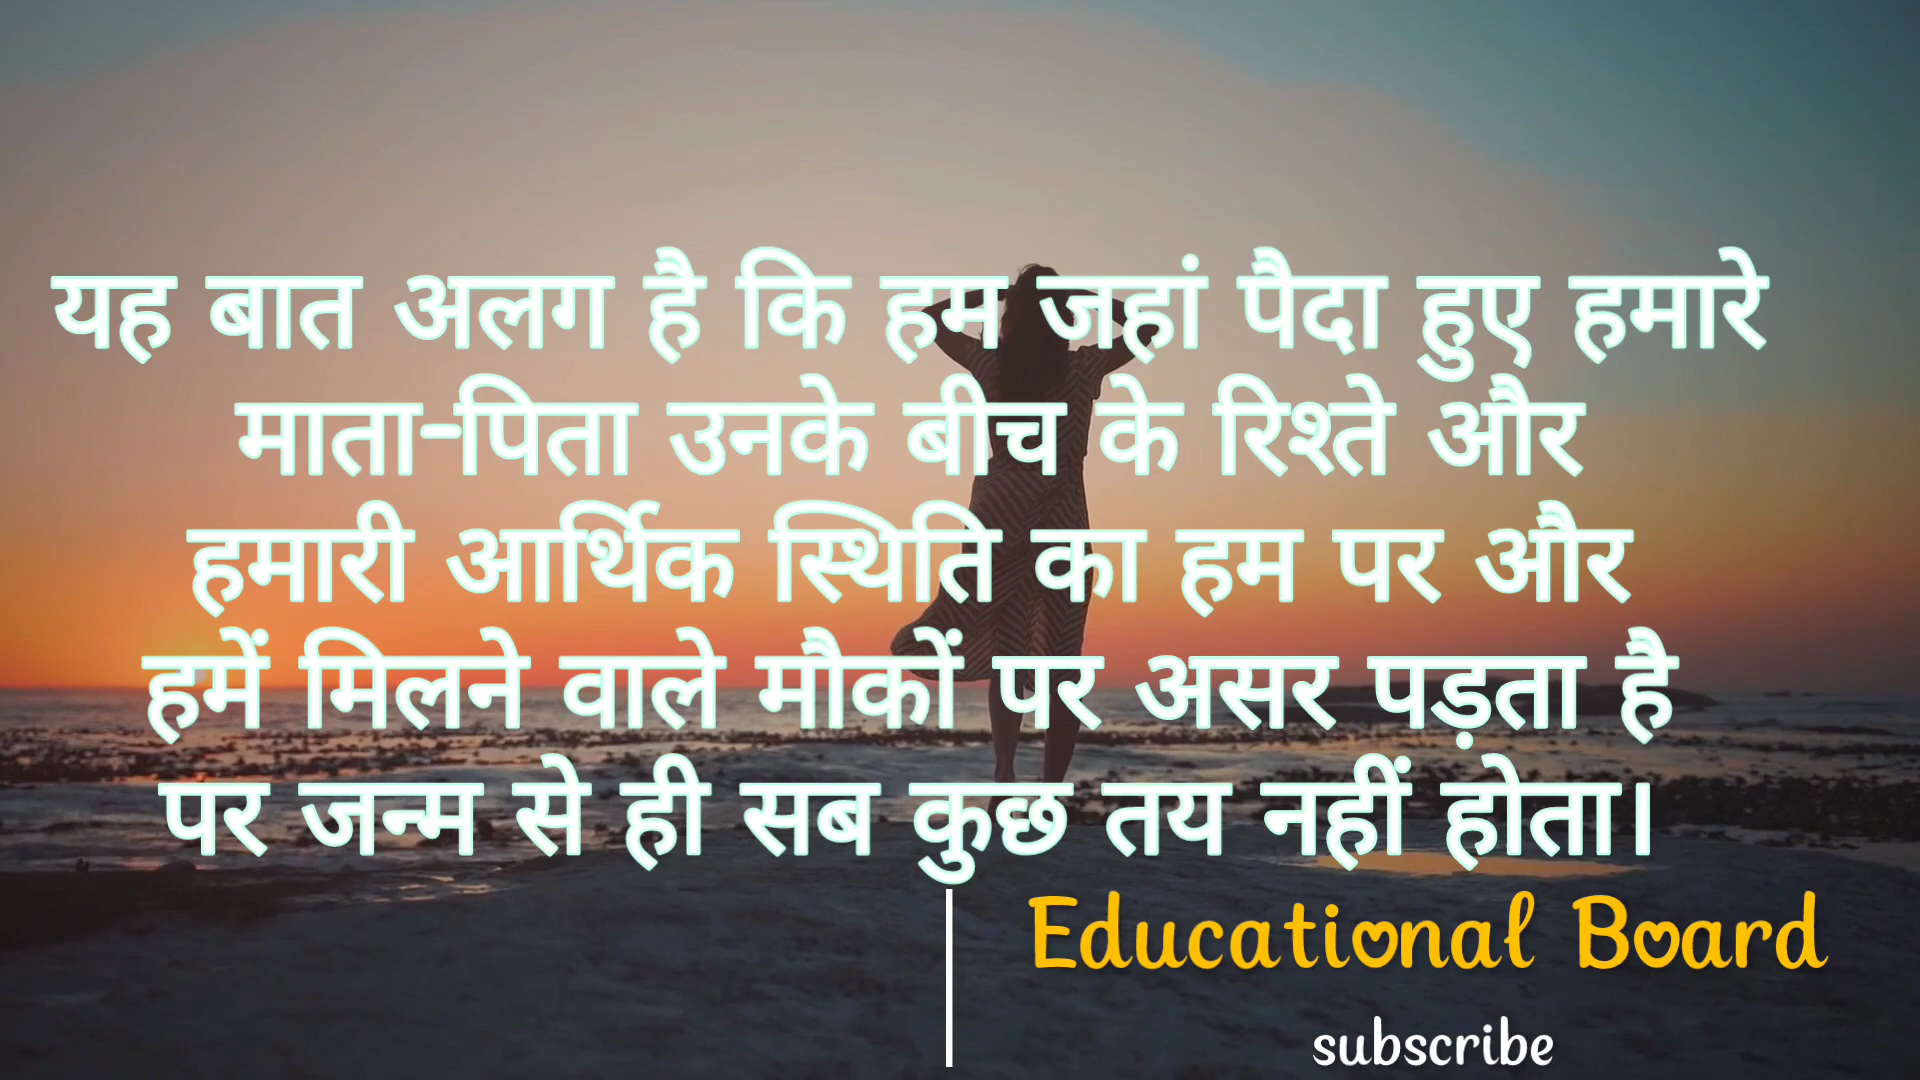 यह बात अलग है कि हम जहां पैदा हुए हमारे
माता-पिता उनके बीच के रिश्ते और
हमारी आर्थिक स्थिति का हम पर और
हमें मिलने वाले मौकों पर असर पड़ता है
पर जन्म से ही सब कुछ तय नहीं होता।
Educational Board
subscribe